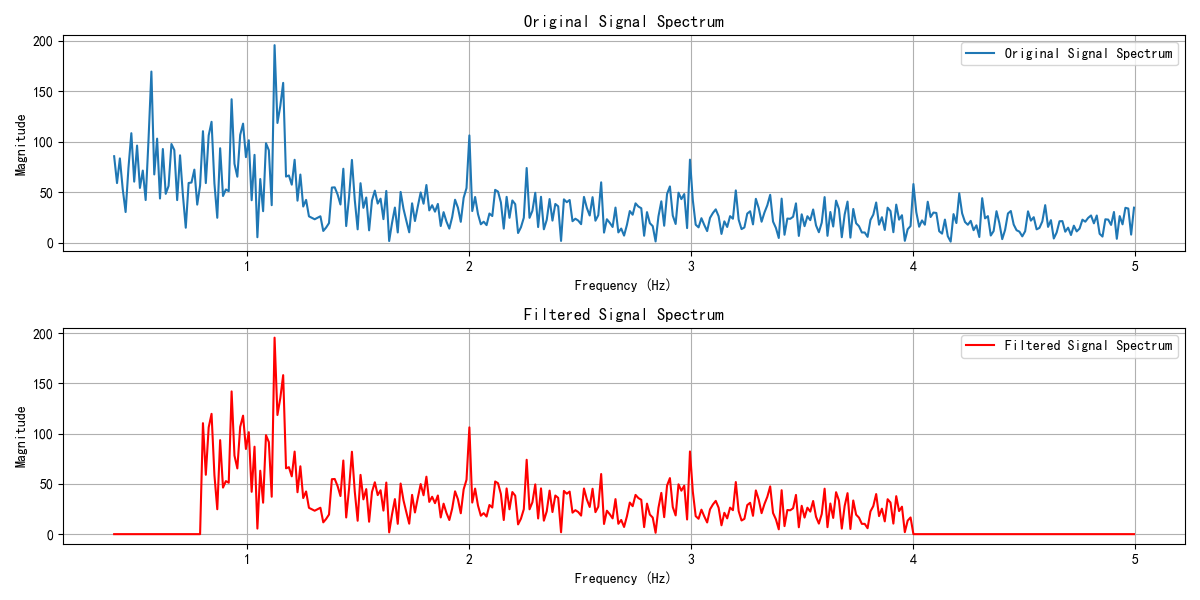 Original Signal Spectrum
200
150
100
50
0
Magnitude
Original Signal Spectrum
1
2
3
4
5
Frequency (Hz)
Filtered Signal Spectrum
200
150
100
50
0
Magnitude
Filtered Signal Spectrum
1
2
3
4
5
Frequency (Hz)